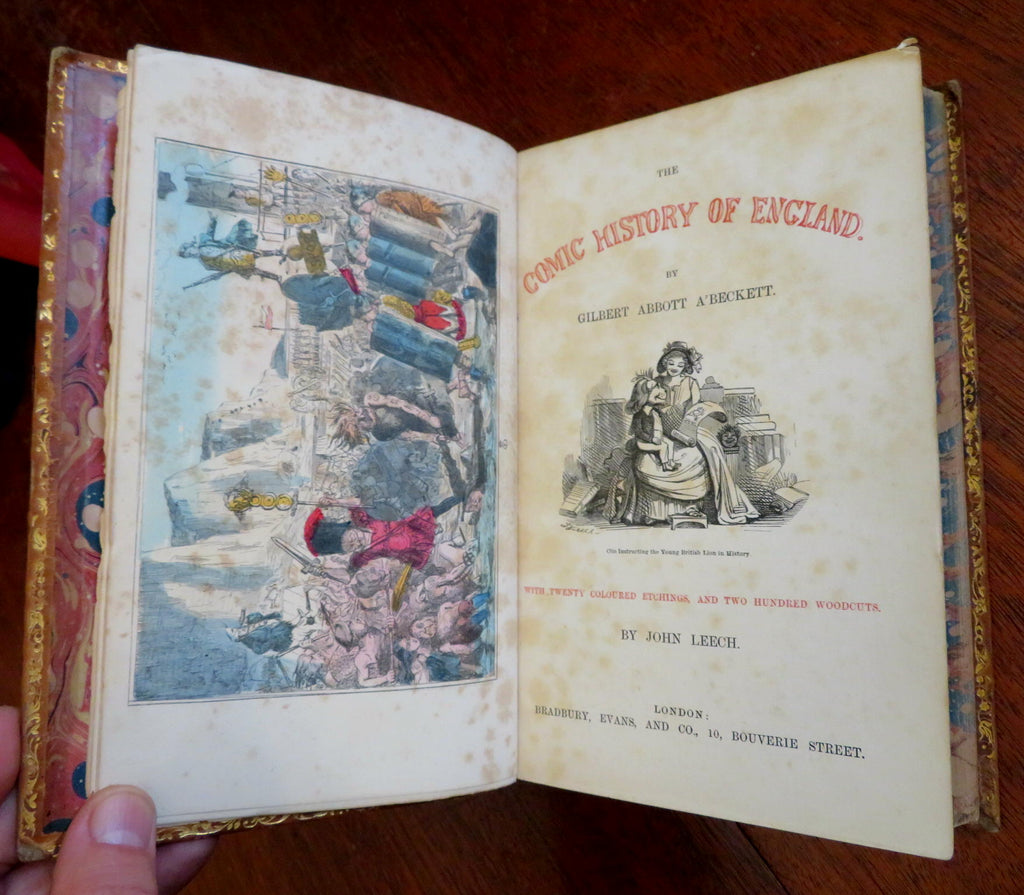 THE
COMIC HISTORY OF ENGLAND.
BY
GILBERT ABBOTT A'BECKETT.
Clio Instructing the Young British Lion in History.
WITH TWENTY COLOURED ETCHINGS, AND TWO HUNDRED WOODCUTS,
BY JOHN LEECH.
LONDON:
BRADBURY, EVANS, AND CO., 10, BOUVERIE STREET.